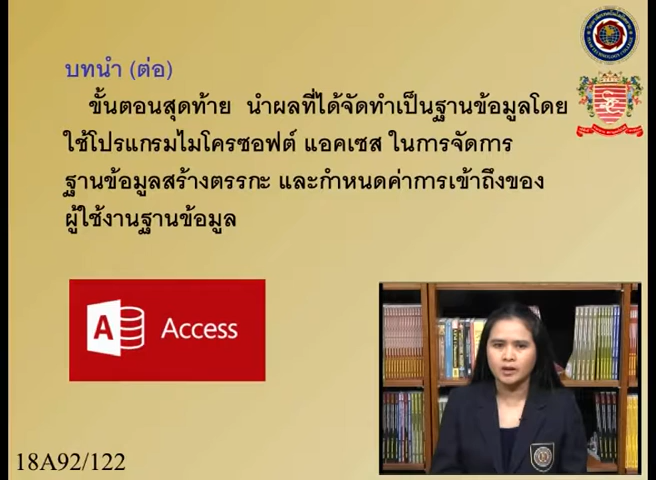 บทนำ (ต่อ)
ขั้นตอนสุดท้าย นำผลที่ได้จัดทำเป็นฐานข้อมูลโดย
ใช้โปรแกรมไมโครซอฟต์ แอคเซส ในการจัดการ
ฐานข้อมูลสร้างตรรกะ และกำหนดค่าการเข้าถึงของ
ผู้ใช้งานฐานข้อมูล
A Access
18A92/122